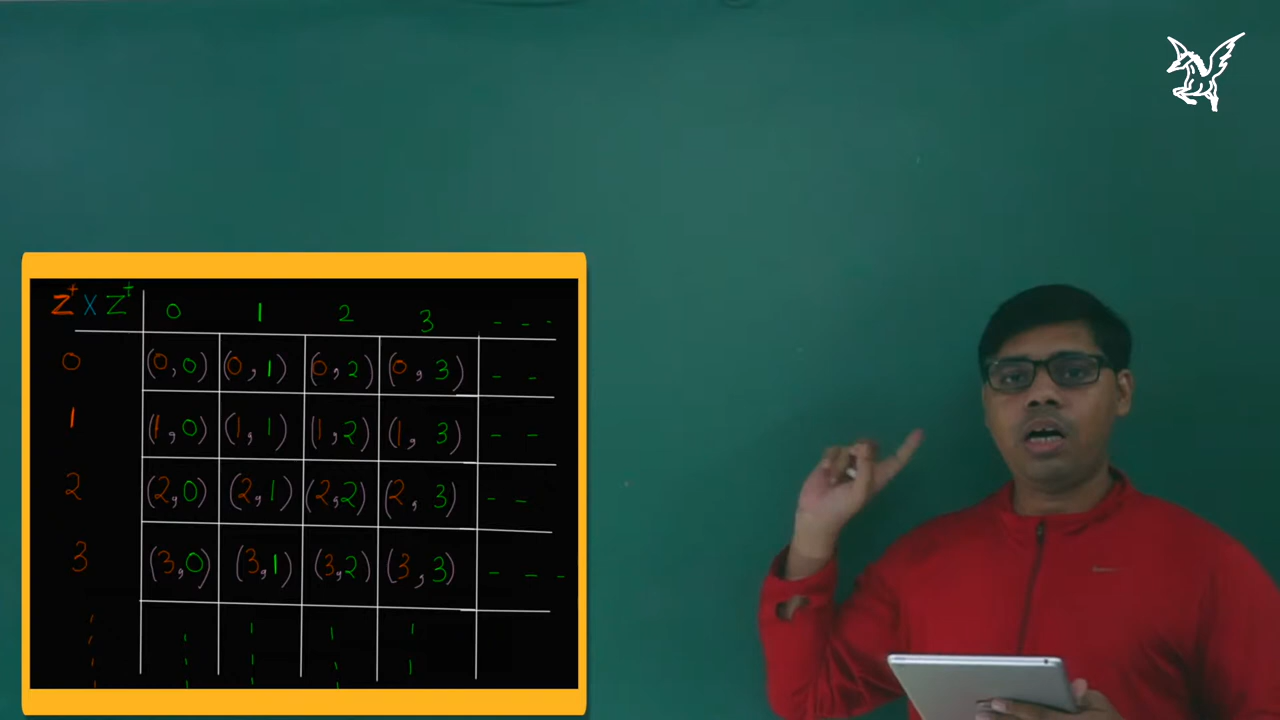 Z⁺ X Z⁺ 0 1 2 3 - - -
0 (0,0) (0,1) (0,2) (0,3) - -
1 (1,0) (1,1) (1,2) (1,3) - -
2 (2,0) (2,1) (2,2) (2,3) - -
3 (3,0) (3,1) (3,2) (3,3) - - -